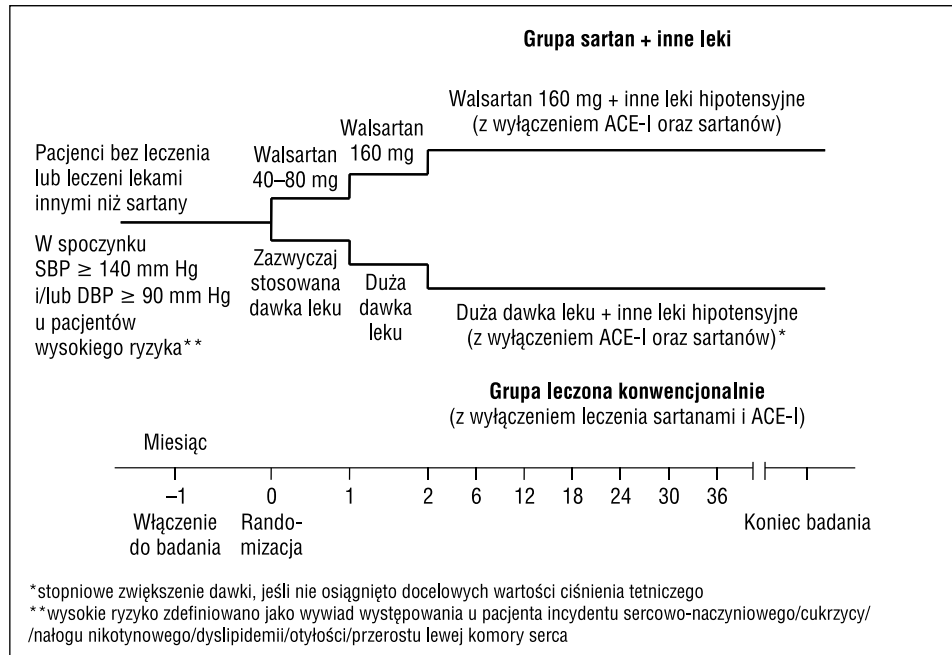 Grupa sartan + inne leki
Walsartan 160 mg + inne leki hipotensyjne
(z wyłączeniem ACE-I oraz sartanów)
Walsartan
160 mg
Walsartan
40–80 mg
Pacjenci bez leczenia
lub leczeni lekami
innymi niż sartany
W spoczynku
SBP ≥ 140 mm Hg
i/lub DBP ≥ 90 mm Hg
u pacjentów
wysokiego ryzyka**
Zazwyczaj
stosowana
dawka leku
Duża
dawka
leku
Duża dawka leku + inne leki hipotensyjne
(z wyłączeniem ACE-I oraz sartanów)*
Grupa leczona konwencjonalnie
(z wyłączeniem leczenia sartanami i ACE-I)
Miesiąc
–1 0 1 2 6 12 18 24 30 36
Włączenie
do badania
Rando-
mizacja
Koniec badania
*stopniowe zwiększenie dawki, jeśli nie osiągnięto docelowych wartości ciśnienia tetniczego
**wysokie ryzyko zdefiniowano jako wywiad występowania u pacjenta incydentu sercowo-naczyniowego/cukrzycy/
/nałogu nikotynowego/dyslipidemii/otyłości/przerostu lewej komory serca